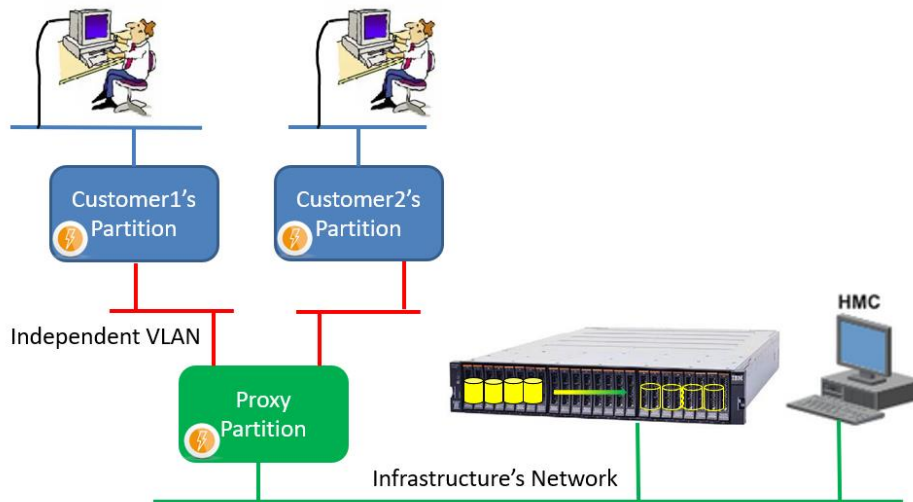 Customer1's
Partition
Customer2's
Partition
Independent VLAN
HMC
Proxy
Partition
Infrastructure's Network